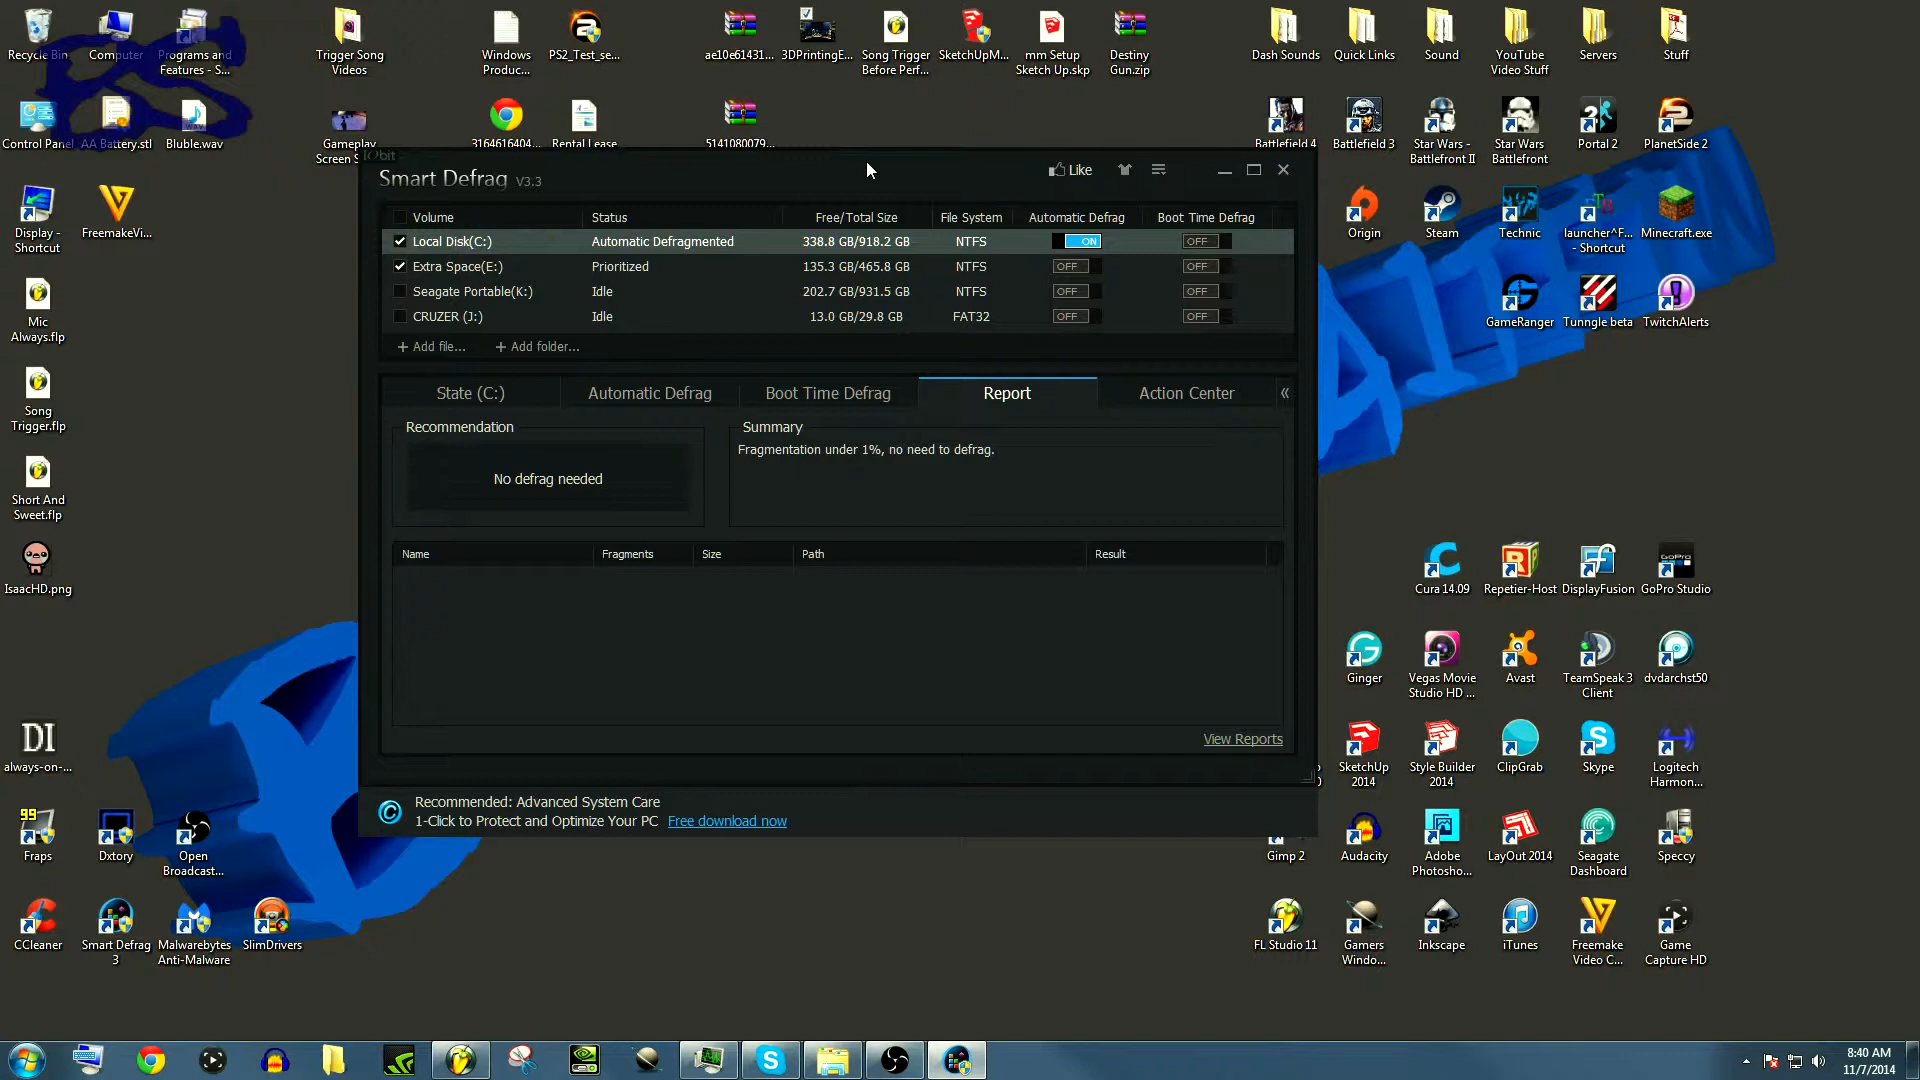 Recycle Bin
Computer
Programs and
Features - S...
Trigger Song
Videos
Windows
Produc...
PS2_Test_se...
ae10e61431...
3DPrintingE...
Song Trigger
Before Perf...
SketchUpM...
mm Setup
Sketch Up.skp
Destiny
Gun.zip
Dash Sounds
Quick Links
Sound
YouTube
Video Stuff
Servers
Stuff
Control Panel
AA Battery.stl
Bluble.wav
Gameplay
Screen S
3164616404...
Rental Lease
5141080079...
Battlefield 4
Battlefield 3
Star Wars -
Battlefront II
Star Wars
Battlefront
Portal 2
PlanetSide 2
IObit
Smart Defrag V3.3
Like
Volume Status Free/Total Size File System Automatic Defrag Boot Time Defrag
Local Disk(C:) Automatic Defragmented 338.8 GB/918.2 GB NTFS ON OFF
Extra Space(E:) Prioritized 135.3 GB/465.8 GB NTFS OFF OFF
Seagate Portable(K:) Idle 202.7 GB/931.5 GB NTFS OFF OFF
CRUZER (J:) Idle 13.0 GB/29.8 GB FAT32 OFF OFF
+ Add file... + Add folder...
State (C:) Automatic Defrag Boot Time Defrag Report Action Center «
Recommendation
No defrag needed
Summary
Fragmentation under 1%, no need to defrag.
Name Fragments Size Path Result
View Reports
Recommended: Advanced System Care
1-Click to Protect and Optimize Your PC Free download now
Display -
Shortcut
FreemakeVi...
Origin
Steam
Technic
launcher^F...
- Shortcut
Minecraft.exe
Mic
Always.flp
GameRanger
Tunngle beta
TwitchAlerts
Song
Trigger.flp
Short And
Sweet.flp
IsaacHD.png
Cura 14.09
Repetier-Host
DisplayFusion
GoPro
GoPro Studio
Ginger
Vegas Movie
Studio HD ...
Avast
TeamSpeak 3
Client
dvdarchst50
DI
always-on-...
SketchUp
2014
Style Builder
2014
ClipGrab
Skype
Logitech
Harmon...
99
Fraps
Dxtory
Open
Broadcast...
Gimp 2
Audacity
Adobe
Photosho...
LayOut 2014
Seagate
Dashboard
Speccy
CCleaner
Smart Defrag
3
Malwarebytes
Anti-Malware
SlimDrivers
FL Studio 11
Gamers
Windo...
Inkscape
iTunes
Freemake
Video C...
Game
Capture HD
8:40 AM
11/7/2014